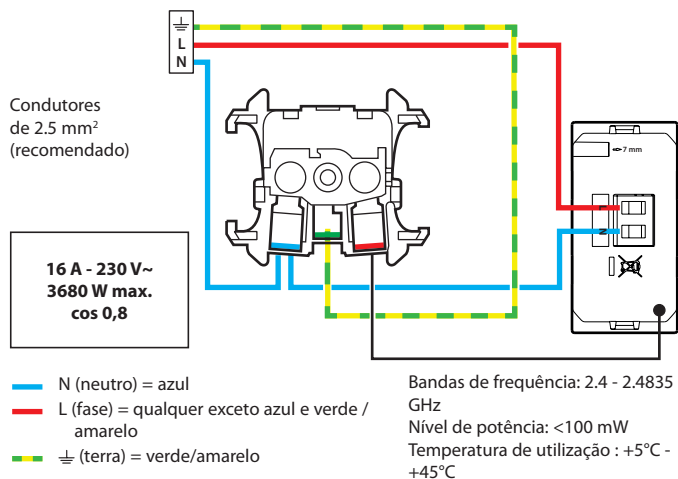 ⏚
L
N
Condutores
de 2.5 mm²
(recomendado)
7 mm
L
N
16 A - 230 V~
3680 W max.
cos 0,8
N (neutro) = azul
L (fase) = qualquer exceto azul e verde /
amarelo
⏚ (terra) = verde/amarelo
Bandas de frequência: 2.4 - 2.4835
GHz
Nível de potência: <100 mW
Temperatura de utilização : +5°C -
+45°C